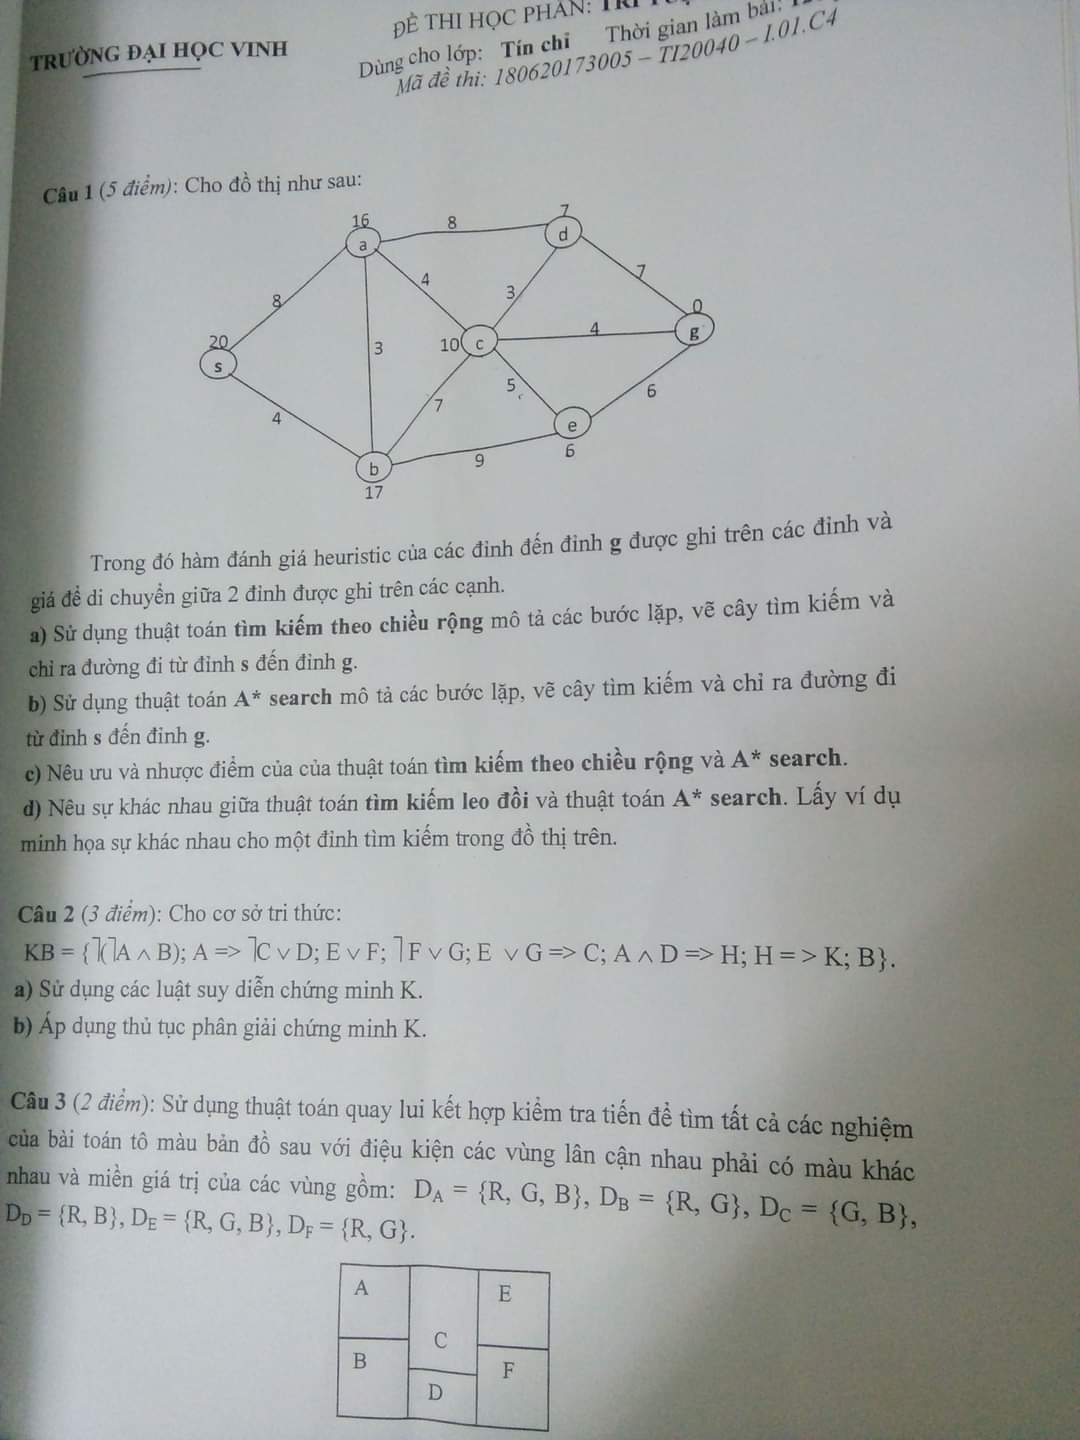 TRƯỜNG ĐẠI HỌC VINH
ĐỀ THI HỌC PHẦN:
Dùng cho lớp: Tín chỉ Thời gian làm bài:
Mã đề thi: 180620173005 – TI20040 – I.01.C4
Câu 1 (5 điểm): Cho đồ thị như sau:
16 8 7
a d
8 4 3 7
20 3 10 c 4 0
s g
4 7 5 6
b 9 e
17 6
Trong đó hàm đánh giá heuristic của các đỉnh đến đỉnh g được ghi trên các đỉnh và
giá để di chuyển giữa 2 đỉnh được ghi trên các cạnh.
a) Sử dụng thuật toán tìm kiếm theo chiều rộng mô tả các bước lặp, vẽ cây tìm kiếm và
chỉ ra đường đi từ đỉnh s đến đỉnh g.
b) Sử dụng thuật toán A* search mô tả các bước lặp, vẽ cây tìm kiếm và chỉ ra đường đi
từ đỉnh s đến đỉnh g.
c) Nêu ưu và nhược điểm của của thuật toán tìm kiếm theo chiều rộng và A* search.
d) Nêu sự khác nhau giữa thuật toán tìm kiếm leo đồi và thuật toán A* search. Lấy ví dụ
minh họa sự khác nhau cho một đỉnh tìm kiếm trong đồ thị trên.
Câu 2 (3 điểm): Cho cơ sở tri thức:
KB = {⎤(⎤A ∧ B); A => ⎤C ∨ D; E ∨ F; ⎤F ∨ G; E ∨ G => C; A ∧ D => H; H = > K; B}.
a) Sử dụng các luật suy diễn chứng minh K.
b) Áp dụng thủ tục phân giải chứng minh K.
Câu 3 (2 điểm): Sử dụng thuật toán quay lui kết hợp kiểm tra tiến để tìm tất cả các nghiệm
của bài toán tô màu bản đồ sau với điệu kiện các vùng lân cận nhau phải có màu khác
nhau và miền giá trị của các vùng gồm: D_A = {R, G, B}, D_B = {R, G}, D_C = {G, B},
D_D = {R, B}, D_E = {R, G, B}, D_F = {R, G}.
A E
C
B F
D